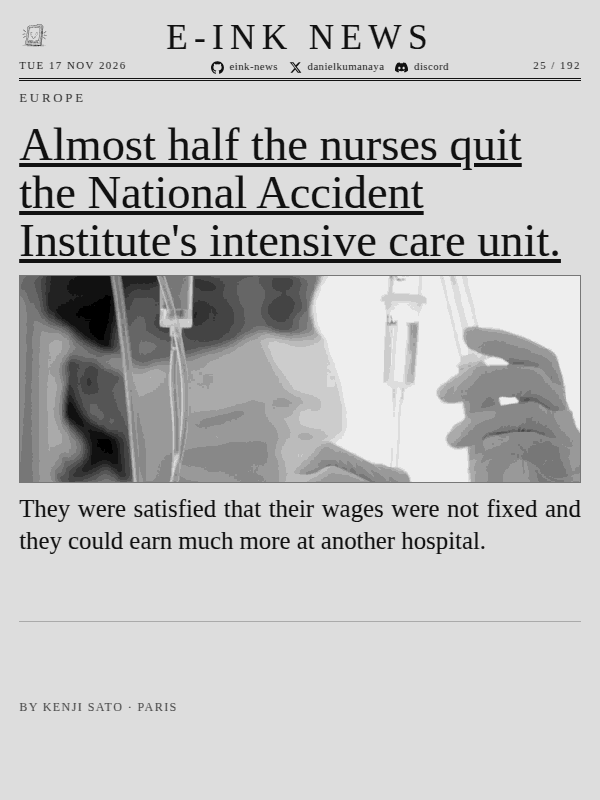 E-INK NEWS
TUE 17 NOV 2026
eink-news
danielkumanaya
discord
25 / 192
EUROPE
Almost half the nurses quit
the National Accident
Institute's intensive care unit.
They were satisfied that their wages were not fixed and
they could earn much more at another hospital.
BY KENJI SATO · PARIS